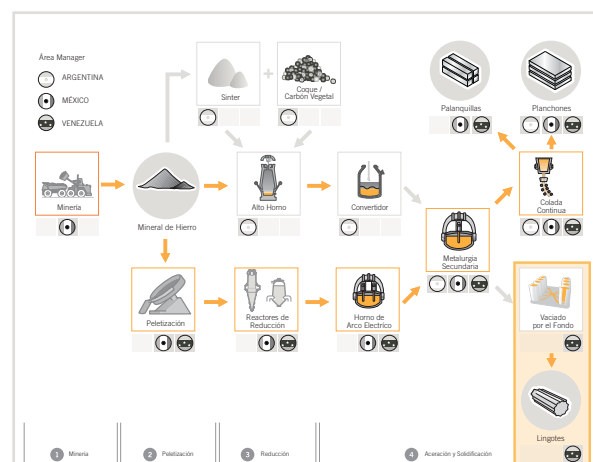 Área Manager
ARGENTINA
MÉXICO
VENEZUELA
Sinter
+
Coque /
Carbón Vegetal
Palanquillas
Planchones
Minería
Mineral de Hierro
Alto Horno
Convertidor
Metalurgia
Secundaria
Colada
Continua
Peletización
Reactores de
Reducción
Horno de
Arco Electrico
Vaciado
por el Fondo
Lingotes
1 Minería
2 Peletización
3 Reducción
4 Aceración y Solidificación